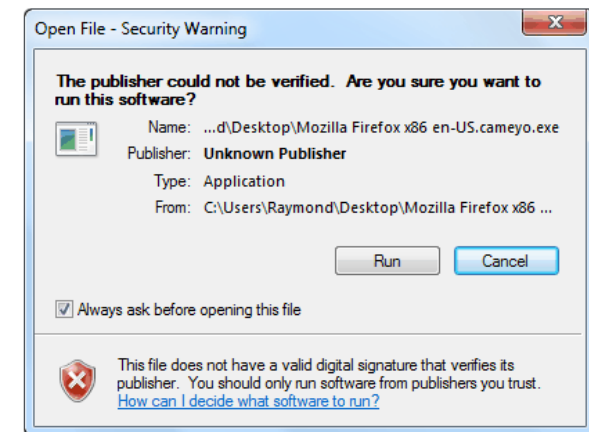 Open File - Security Warning
The publisher could not be verified.  Are you sure you want to
run this software?
Name: ...d\Desktop\Mozilla Firefox x86 en-US.cameyo.exe
Publisher: Unknown Publisher
Type: Application
From: C:\Users\Raymond\Desktop\Mozilla Firefox x86 ...
Run Cancel
Always ask before opening this file
This file does not have a valid digital signature that verifies its
publisher.  You should only run software from publishers you trust.
How can I decide what software to run?